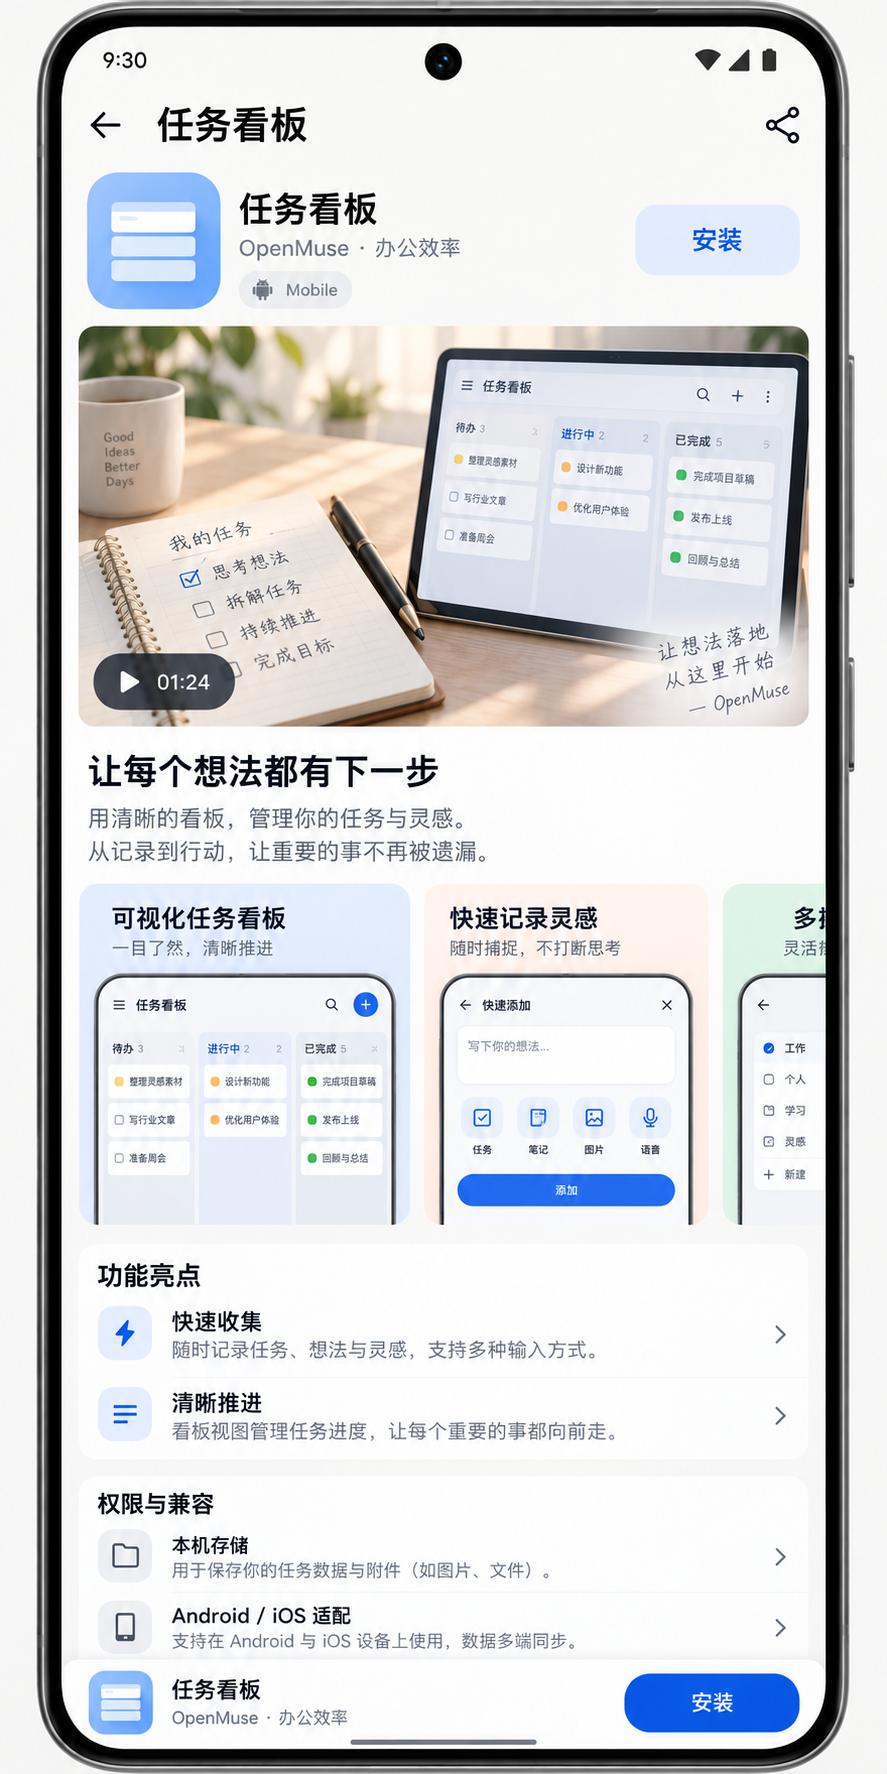 9:30
任务看板
任务看板
OpenMuse · 办公效率
Mobile
安装
Good
Ideas
Better
Days
我的任务
思考想法
拆解任务
持续推进
完成目标
任务看板
待办 3
整理灵感素材
写行业文章
准备周会
进行中 2
2
设计新功能
优化用户体验
已完成 5
完成项目草稿
发布上线
回顾与总结
让想法落地
从这里开始
— OpenMuse
01:24
让每个想法都有下一步
用清晰的看板，管理你的任务与灵感。
从记录到行动，让重要的事不再被遗漏。
可视化任务看板
一目了然，清晰推进
任务看板
待办 3
整理灵感素材
写行业文章
准备周会
进行中 2
2
设计新功能
优化用户体验
已完成 5
完成项目草稿
发布上线
回顾与总结
快速记录灵感
随时捕捉，不打断思考
快速添加
写下你的想法...
任务
笔记
图片
语音
添加
多
灵活
工作
个人
学习
灵感
新建
功能亮点
快速收集
随时记录任务、想法与灵感，支持多种输入方式。
清晰推进
看板视图管理任务进度，让每个重要的事都向前走。
权限与兼容
本机存储
用于保存你的任务数据与附件（如图片、文件）。
Android / iOS 适配
支持在 Android 与 iOS 设备上使用，数据多端同步。
任务看板
OpenMuse · 办公效率
安装